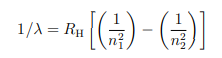 1/λ = R_H [(1/n_1^2) − (1/n_2^2)]